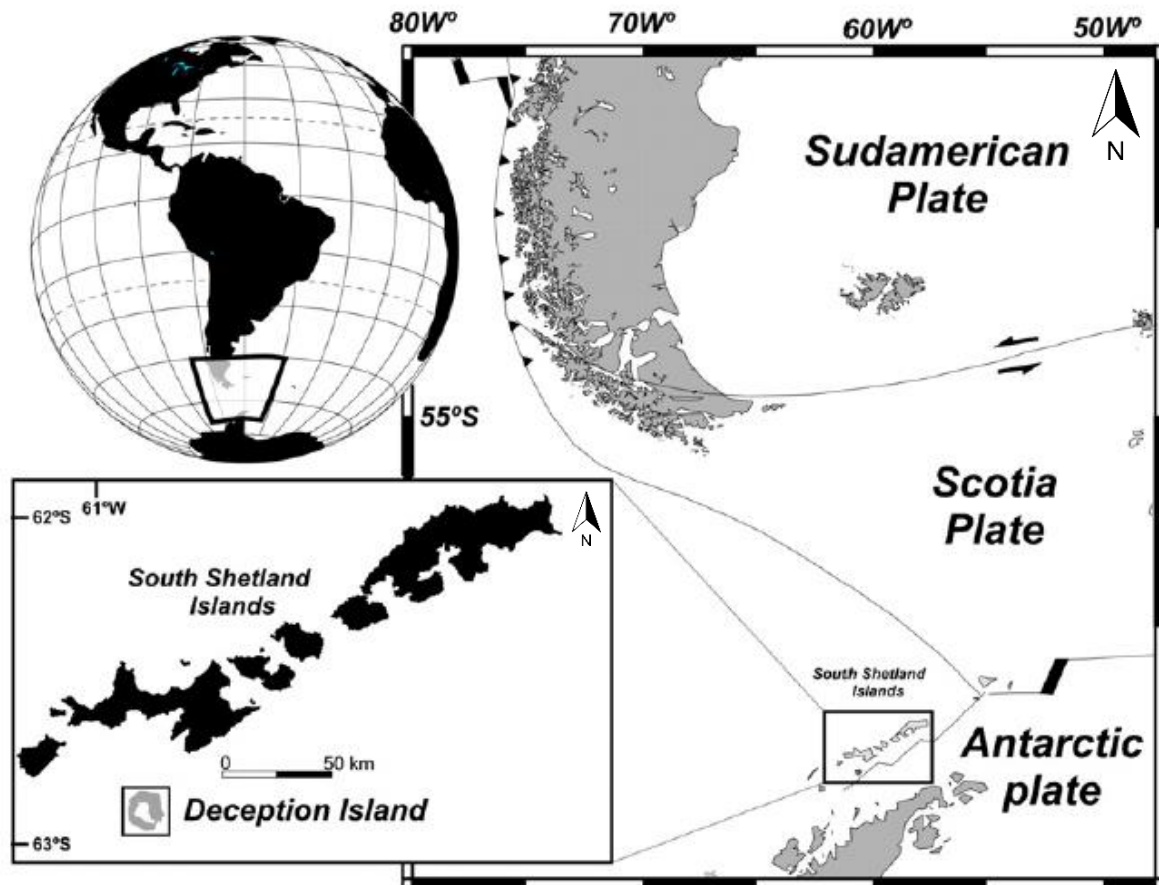 80Wº
70Wº
60Wº
50Wº
N
Sudamerican
Plate
55ºS
Scotia
Plate
South Shetland
Islands
Antarctic
plate
61ºW
62ºS
N
South Shetland
Islands
0 50 km
Deception Island
63ºS